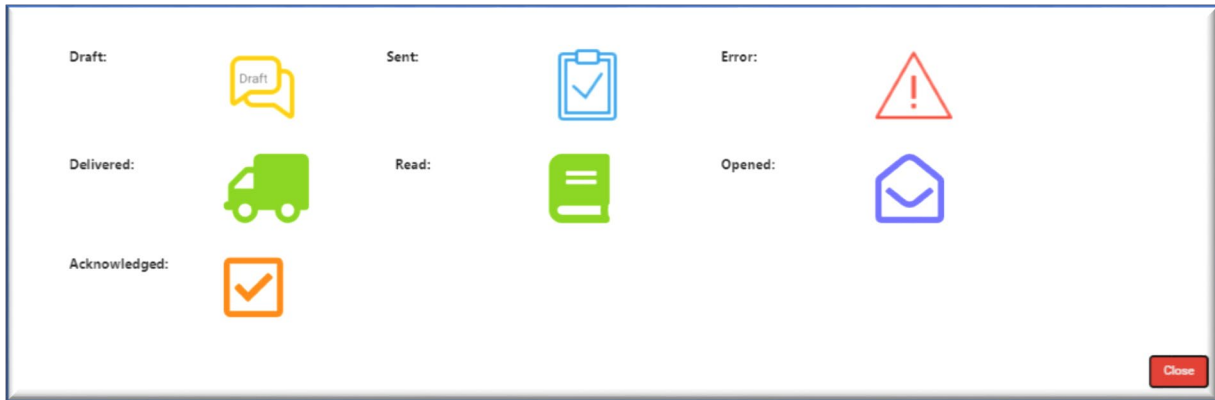 Draft:
Draft
Sent:
Error:
Delivered:
Read:
Opened:
Acknowledged:
Close